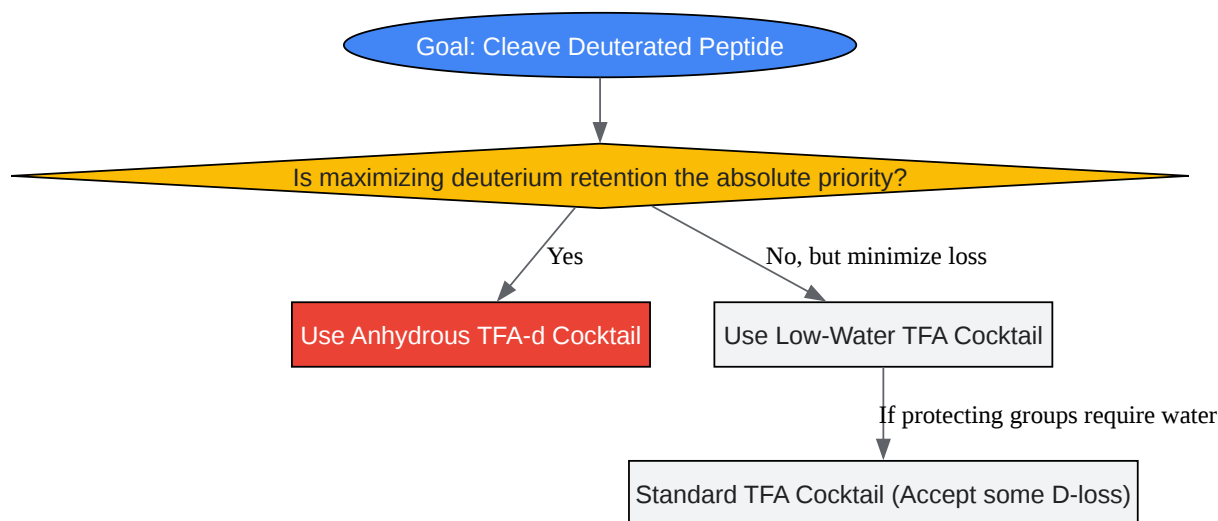 Goal: Cleave Deuterated Peptide
Is maximizing deuterium retention the absolute priority?
Yes
No, but minimize loss
Use Anhydrous TFA-d Cocktail
Use Low-Water TFA Cocktail
If protecting groups require water
Standard TFA Cocktail (Accept some D-loss)